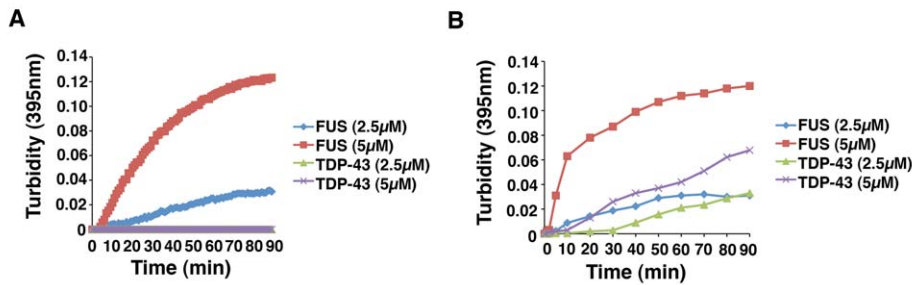 A
Turbidity (395nm)
0.14
0.12
0.10
0.08
0.06
0.04
0.02
0
0 10 20 30 40 50 60 70 80 90
Time (min)
FUS (2.5µM)
FUS (5µM)
TDP-43 (2.5µM)
TDP-43 (5µM)
B
Turbidity (395nm)
0.14
0.12
0.10
0.08
0.06
0.04
0.02
0
0 10 20 30 40 50 60 70 80 90
Time (min)
FUS (2.5µM)
FUS (5µM)
TDP-43 (2.5µM)
TDP-43 (5µM)